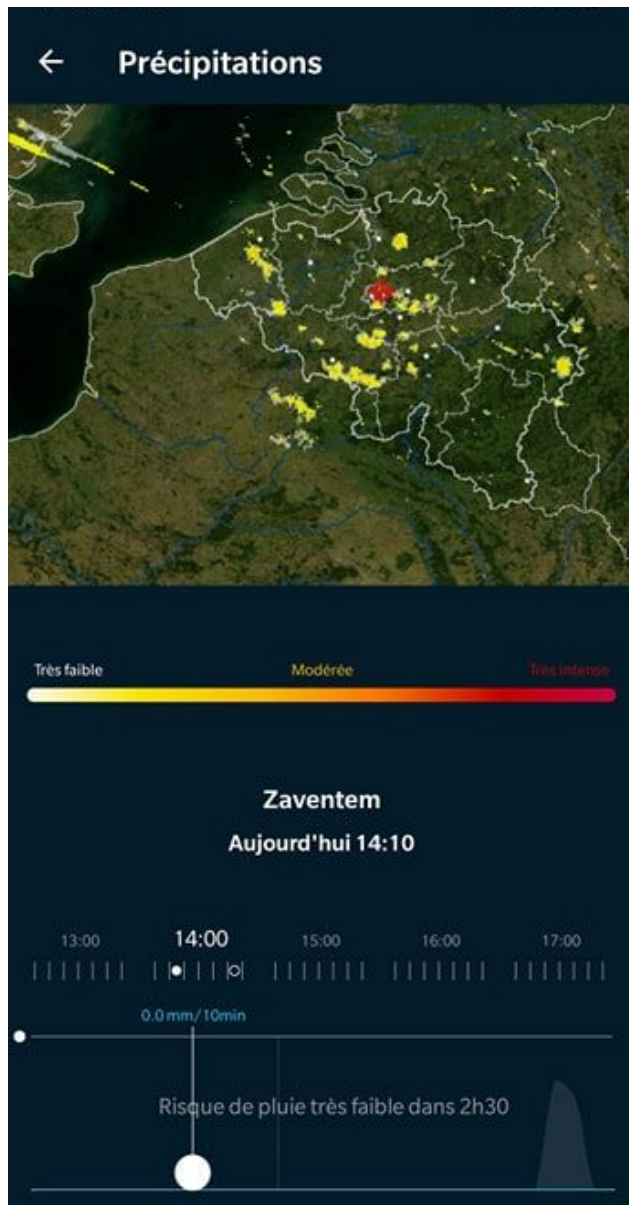 Précipitations
Très faible Modérée Très intense
Zaventem
Aujourd'hui 14:10
13:00 14:00 15:00 16:00 17:00
0.0 mm/10min
Risque de pluie très faible dans 2h30